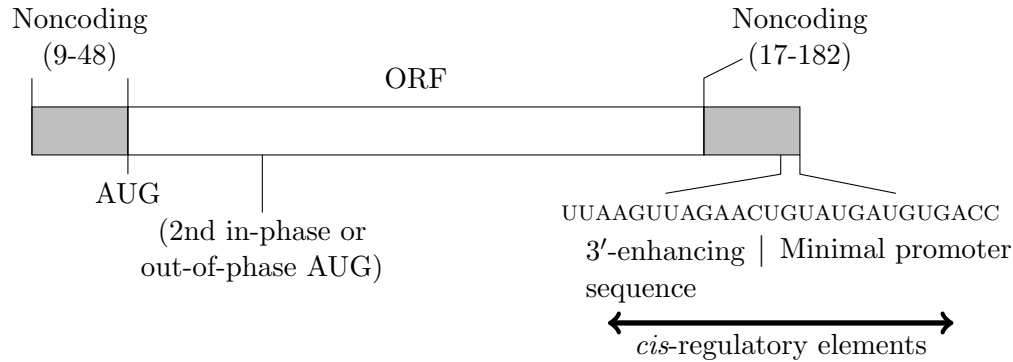 Noncoding
(9-48)
Noncoding
(17-182)
ORF
AUG
(2nd in-phase or
out-of-phase AUG)
UUAAGUUAGAACUGUAUGAUGUGACC
3′-enhancing | Minimal promoter
sequence
cis-regulatory elements